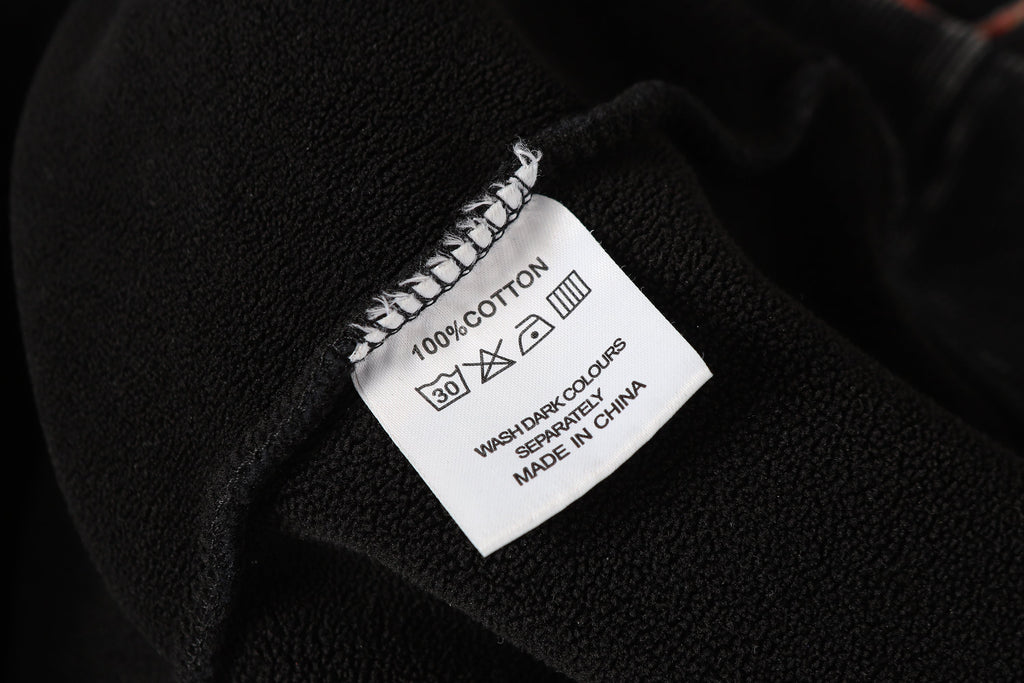 100%COTTON
30
WASH DARK COLOURS
SEPARATELY
MADE IN CHINA